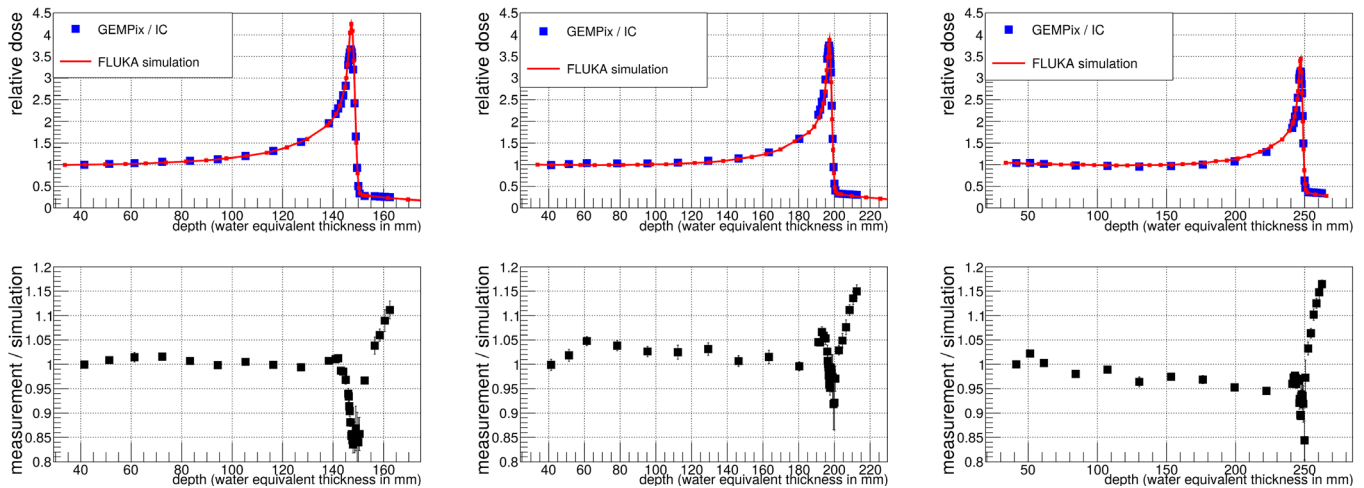 relative dose
4.5
4
3.5
3
2.5
2
1.5
1
0.5
0
GEMPix / IC
FLUKA simulation
40 60 80 100 120 140 160
depth (water equivalent thickness in mm)
relative dose
4.5
4
3.5
3
2.5
2
1.5
1
0.5
0
GEMPix / IC
FLUKA simulation
40 60 80 100 120 140 160 180 200 220
depth (water equivalent thickness in mm)
relative dose
4.5
4
3.5
3
2.5
2
1.5
1
0.5
0
GEMPix / IC
FLUKA simulation
50 100 150 200 250
depth (water equivalent thickness in mm)
measurement / simulation
1.2
1.15
1.1
1.05
1
0.95
0.9
0.85
0.8
40 60 80 100 120 140 160
depth (water equivalent thickness in mm)
measurement / simulation
1.2
1.15
1.1
1.05
1
0.95
0.9
0.85
0.8
40 60 80 100 120 140 160 180 200 220
depth (water equivalent thickness in mm)
measurement / simulation
1.2
1.15
1.1
1.05
1
0.95
0.9
0.85
0.8
50 100 150 200 250
depth (water equivalent thickness in mm)